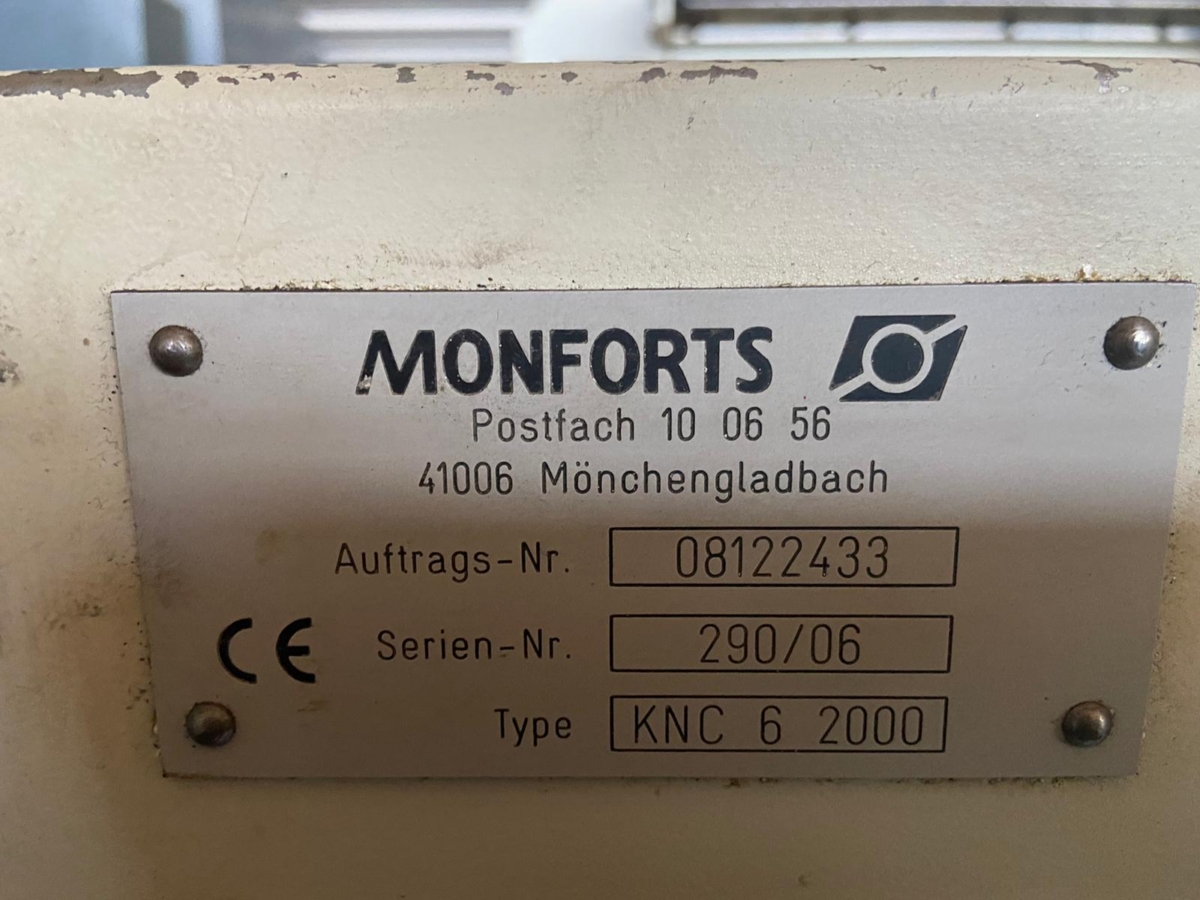 MONFORTS
Postfach 10 06 56
41006 Mönchengladbach
Auftrags-Nr. 08122433
CE Serien-Nr. 290/06
Type KNC 6 2000